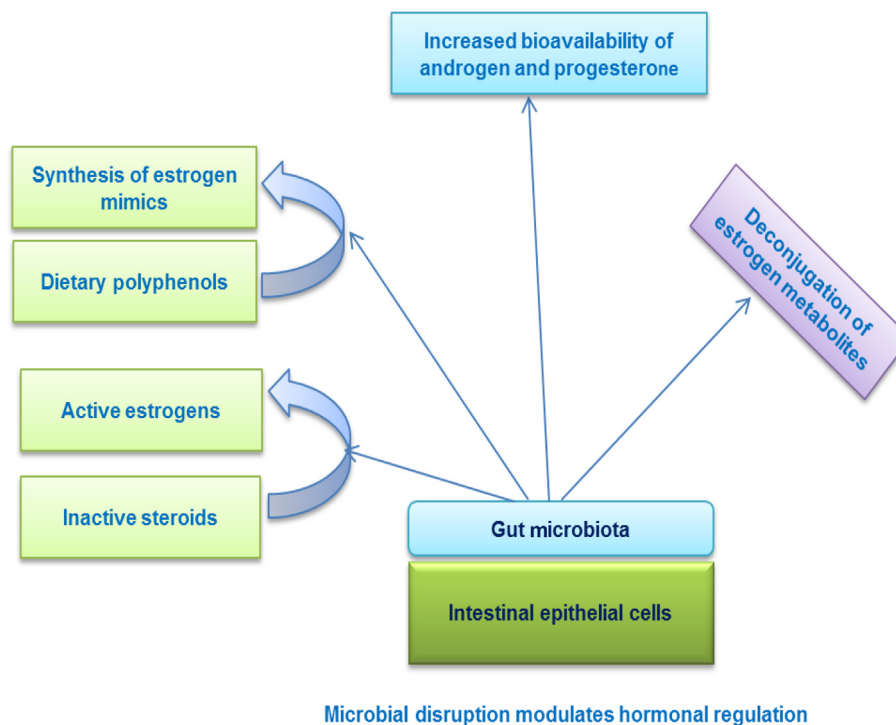 Increased bioavailability of
androgen and progesterone
Synthesis of estrogen
mimics
Dietary polyphenols
Deconjugation of
estrogen metabolites
Active estrogens
Inactive steroids
Gut microbiota
Intestinal epithelial cells
Microbial disruption modulates hormonal regulation